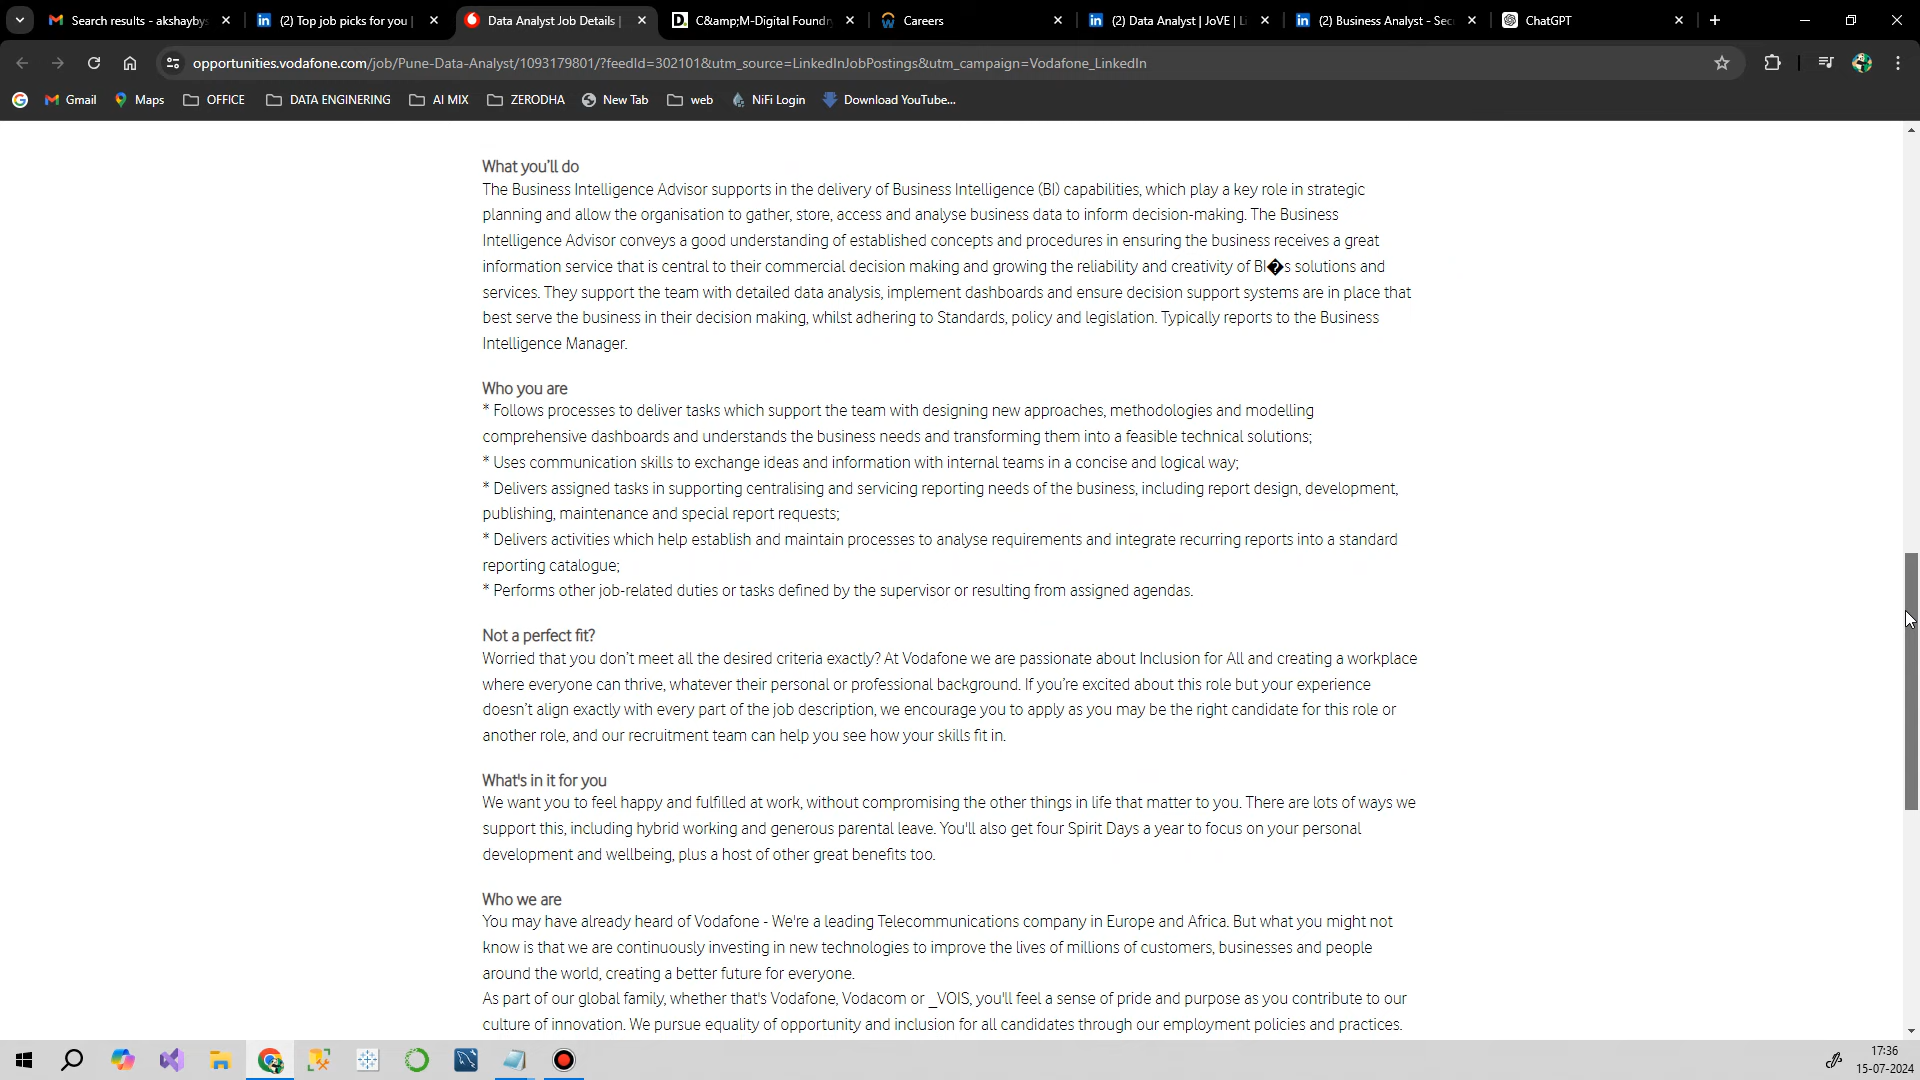 Search results - akshaybys
(2) Top job picks for you |
Data Analyst Job Details |
C&amp;M-Digital Foundr
Careers
(2) Data Analyst | JoVE | Li
(2) Business Analyst - Sec
ChatGPT
opportunities.vodafone.com/job/Pune-Data-Analyst/1093179801/?feedId=302101&utm_source=LinkedInJobPostings&utm_campaign=Vodafone_LinkedIn
Gmail
Maps
OFFICE
DATA ENGINERING
AI MIX
ZERODHA
New Tab
web
NiFi Login
Download YouTube...
What you'll do
The Business Intelligence Advisor supports in the delivery of Business Intelligence (BI) capabilities, which play a key role in strategic
planning and allow the organisation to gather, store, access and analyse business data to inform decision-making. The Business
Intelligence Advisor conveys a good understanding of established concepts and procedures in ensuring the business receives a great
information service that is central to their commercial decision making and growing the reliability and creativity of BI�s solutions and
services. They support the team with detailed data analysis, implement dashboards and ensure decision support systems are in place that
best serve the business in their decision making, whilst adhering to Standards, policy and legislation. Typically reports to the Business
Intelligence Manager.
Who you are
* Follows processes to deliver tasks which support the team with designing new approaches, methodologies and modelling
comprehensive dashboards and understands the business needs and transforming them into a feasible technical solutions;
* Uses communication skills to exchange ideas and information with internal teams in a concise and logical way;
* Delivers assigned tasks in supporting centralising and servicing reporting needs of the business, including report design, development,
publishing, maintenance and special report requests;
* Delivers activities which help establish and maintain processes to analyse requirements and integrate recurring reports into a standard
reporting catalogue;
* Performs other job-related duties or tasks defined by the supervisor or resulting from assigned agendas.
Not a perfect fit?
Worried that you don't meet all the desired criteria exactly? At Vodafone we are passionate about Inclusion for All and creating a workplace
where everyone can thrive, whatever their personal or professional background. If you're excited about this role but your experience
doesn't align exactly with every part of the job description, we encourage you to apply as you may be the right candidate for this role or
another role, and our recruitment team can help you see how your skills fit in.
What's in it for you
We want you to feel happy and fulfilled at work, without compromising the other things in life that matter to you. There are lots of ways we
support this, including hybrid working and generous parental leave. You'll also get four Spirit Days a year to focus on your personal
development and wellbeing, plus a host of other great benefits too.
Who we are
You may have already heard of Vodafone - We're a leading Telecommunications company in Europe and Africa. But what you might not
know is that we are continuously investing in new technologies to improve the lives of millions of customers, businesses and people
around the world, creating a better future for everyone.
As part of our global family, whether that's Vodafone, Vodacom or _VOIS, you'll feel a sense of pride and purpose as you contribute to our
culture of innovation. We pursue equality of opportunity and inclusion for all candidates through our employment policies and practices.
17:36
15-07-2024